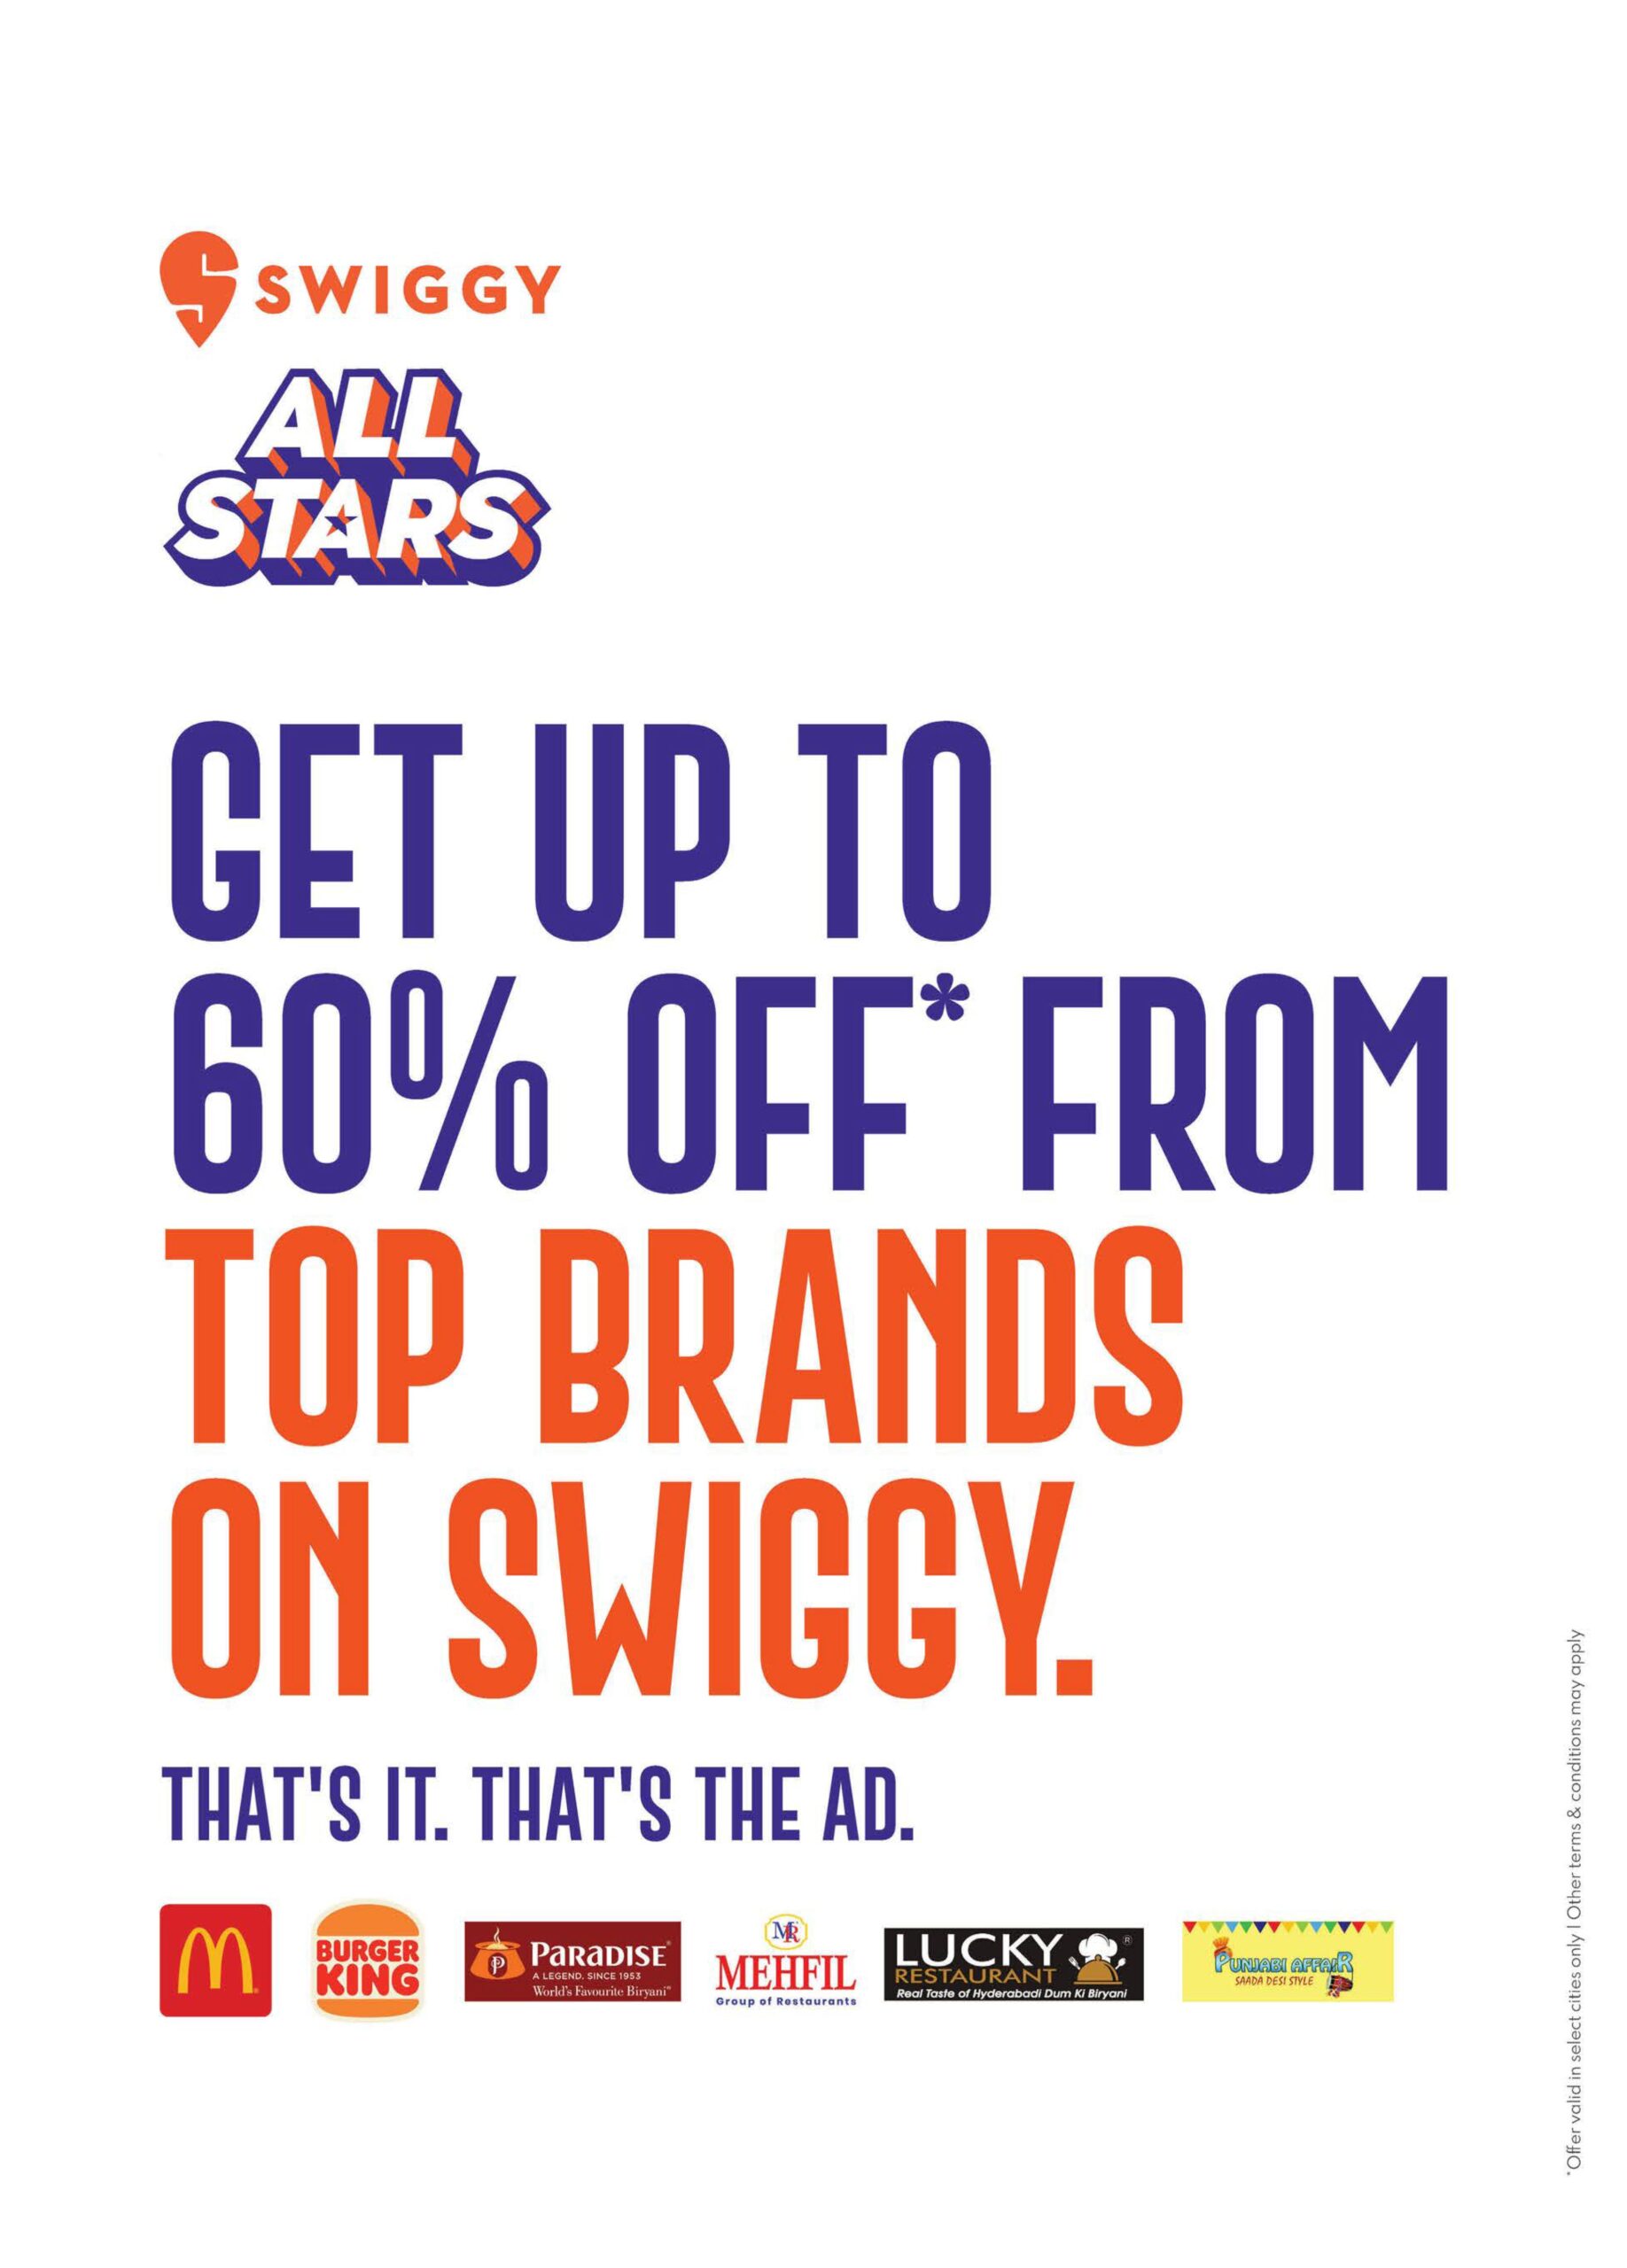 SWIGGY
ALL
STARS
GET UP TO
60% OFF* FROM
TOP BRANDS
ON SWIGGY.
THAT'S IT. THAT'S THE AD.
BURGER
KING
P
PARADISE
A LEGEND. SINCE 1953
World's Favourite Biryani™
MR
MEHFIL
Group of Restaurants
LUCKY ®
RESTAURANT
Real Taste of Hyderabadi Dum Ki Biryani
PUNJABI AFFAIR
SAADA DESI STYLE
*Offer valid in select cities only | Other terms & conditions may apply